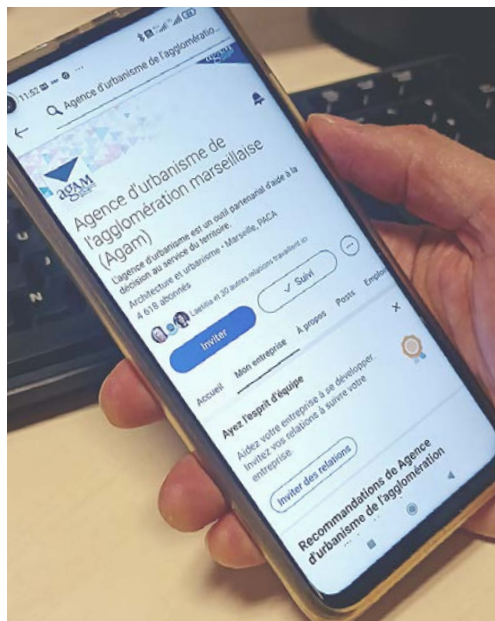 11:52
Agence d'urbanisme de l'agglomératio...
agAM
Agence d'urbanisme de
l'agglomération marseillaise
(Agam)
L'agence d'urbanisme est un outil partenarial d'aide à la
décision au service du territoire.
Architecture et urbanisme • Marseille, PACA
4 618 abonnés
Laetitia et 30 autres relations travaillent ici
Inviter
✓ Suivi
Accueil
Mon entreprise
À propos
Posts
Emplois
Ayez l'esprit d'équipe
Aidez votre entreprise à se développer.
Invitez vos relations à suivre votre
entreprise.
Inviter des relations
Recommandations de Agence
d'urbanisme de l'agglomération